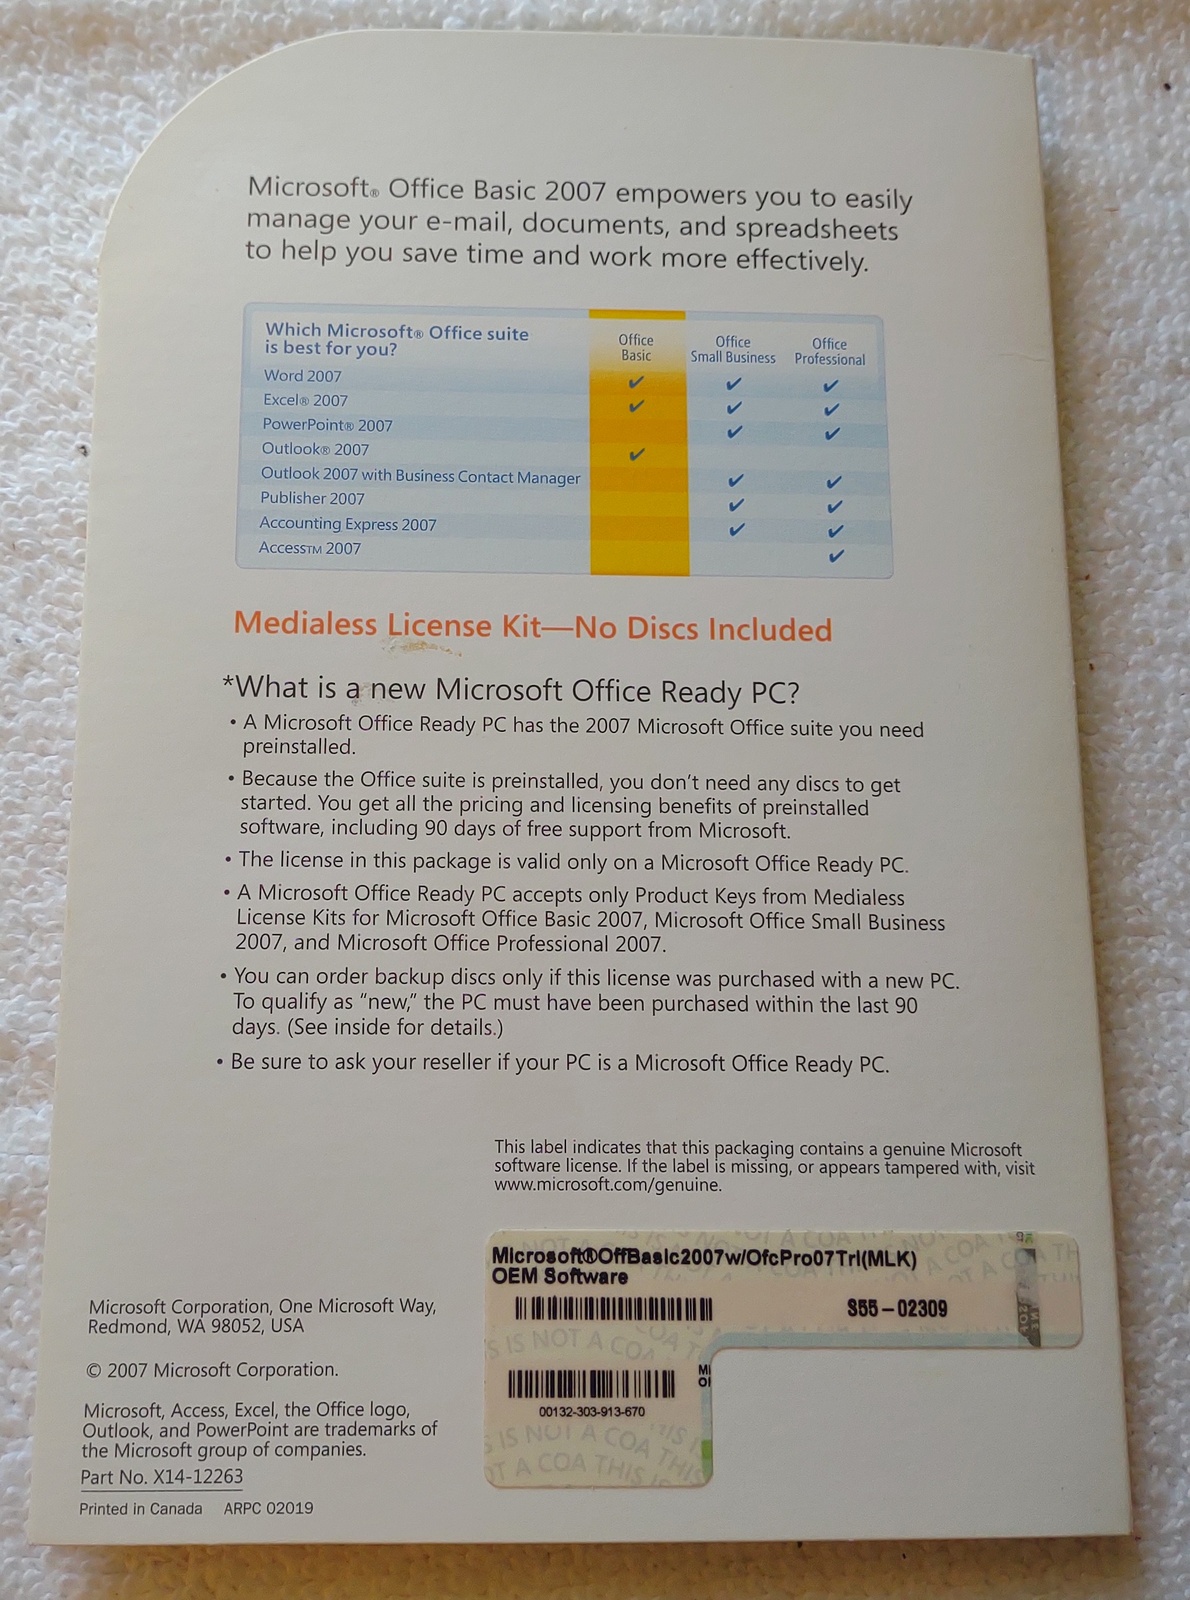 Microsoft® Office Basic 2007 empowers you to easily
manage your e-mail, documents, and spreadsheets
to help you save time and work more effectively.
Which Microsoft® Office suite
is best for you?
Office
Basic
Office
Small Business
Office
Professional
Word 2007 ✔ ✔ ✔
Excel® 2007 ✔ ✔ ✔
PowerPoint® 2007 ✔ ✔
Outlook® 2007 ✔
Outlook 2007 with Business Contact Manager ✔ ✔
Publisher 2007 ✔ ✔
Accounting Express 2007 ✔ ✔
Access™ 2007 ✔
Medialess License Kit—No Discs Included
*What is a new Microsoft Office Ready PC?
• A Microsoft Office Ready PC has the 2007 Microsoft Office suite you need
preinstalled.
• Because the Office suite is preinstalled, you don't need any discs to get
started. You get all the pricing and licensing benefits of preinstalled
software, including 90 days of free support from Microsoft.
• The license in this package is valid only on a Microsoft Office Ready PC.
• A Microsoft Office Ready PC accepts only Product Keys from Medialess
License Kits for Microsoft Office Basic 2007, Microsoft Office Small Business
2007, and Microsoft Office Professional 2007.
• You can order backup discs only if this license was purchased with a new PC.
To qualify as "new," the PC must have been purchased within the last 90
days. (See inside for details.)
• Be sure to ask your reseller if your PC is a Microsoft Office Ready PC.
This label indicates that this packaging contains a genuine Microsoft
software license. If the label is missing, or appears tampered with, visit
www.microsoft.com/genuine.
Microsoft®OffBasic2007w/OfcPro07Trl(MLK)
OEM Software
S55-02309
00132-303-913-670
Microsoft Corporation, One Microsoft Way,
Redmond, WA 98052, USA
© 2007 Microsoft Corporation.
Microsoft, Access, Excel, the Office logo,
Outlook, and PowerPoint are trademarks of
the Microsoft group of companies.
Part No. X14-12263
Printed in Canada ARPC 02019